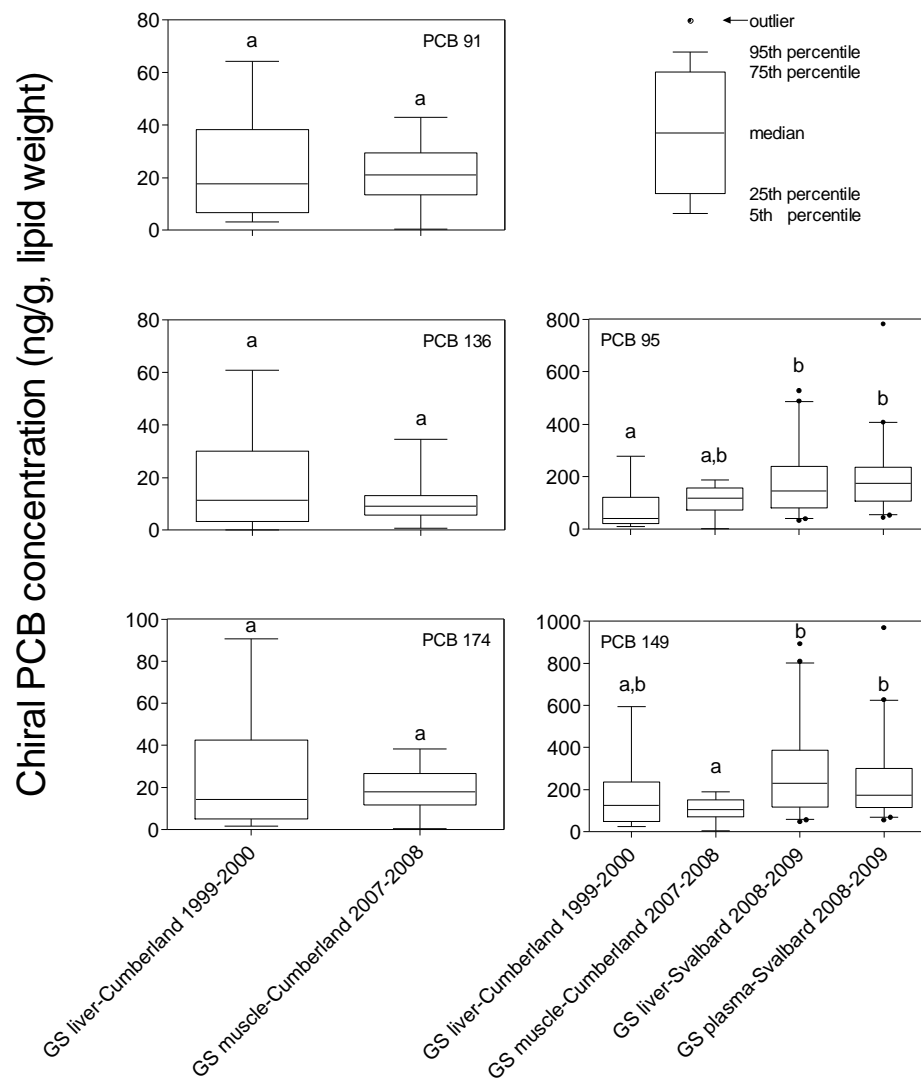 Chiral PCB concentration (ng/g, lipid weight)
80
60
40
20
0
a
a
PCB 91
outlier
95th percentile
75th percentile
median
25th percentile
5th percentile
80
60
40
20
0
a
a
PCB 136
800
600
400
200
0
PCB 95
a
a,b
b
b
100
80
60
40
20
0
a
a
PCB 174
1000
800
600
400
200
0
PCB 149
a,b
a
b
b
GS liver-Cumberland 1999-2000
GS muscle-Cumberland 2007-2008
GS liver-Cumberland 1999-2000
GS muscle-Cumberland 2007-2008
GS liver-Svalbard 2008-2009
GS plasma-Svalbard 2008-2009